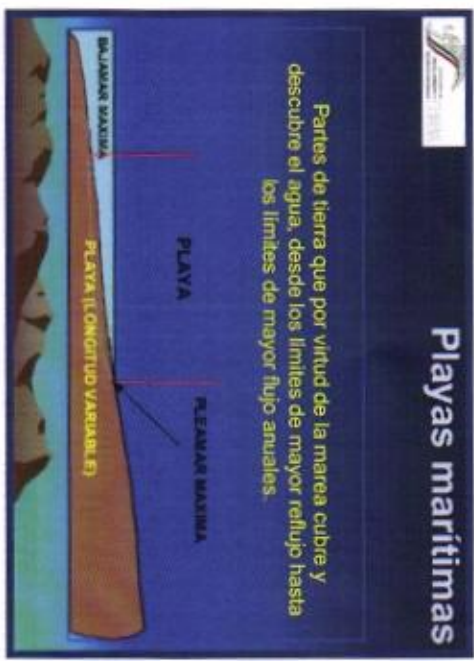 Playas marítimas
Partes de tierra que por virtud de la marea cubre y
descubre el agua, desde los límites de mayor reflujo hasta
los límites de mayor flujo anuales.
PLAYA
PLEAMAR MAXIMA
BAJAMAR MAXIMA
PLAYA (LONGITUD VARIABLE)